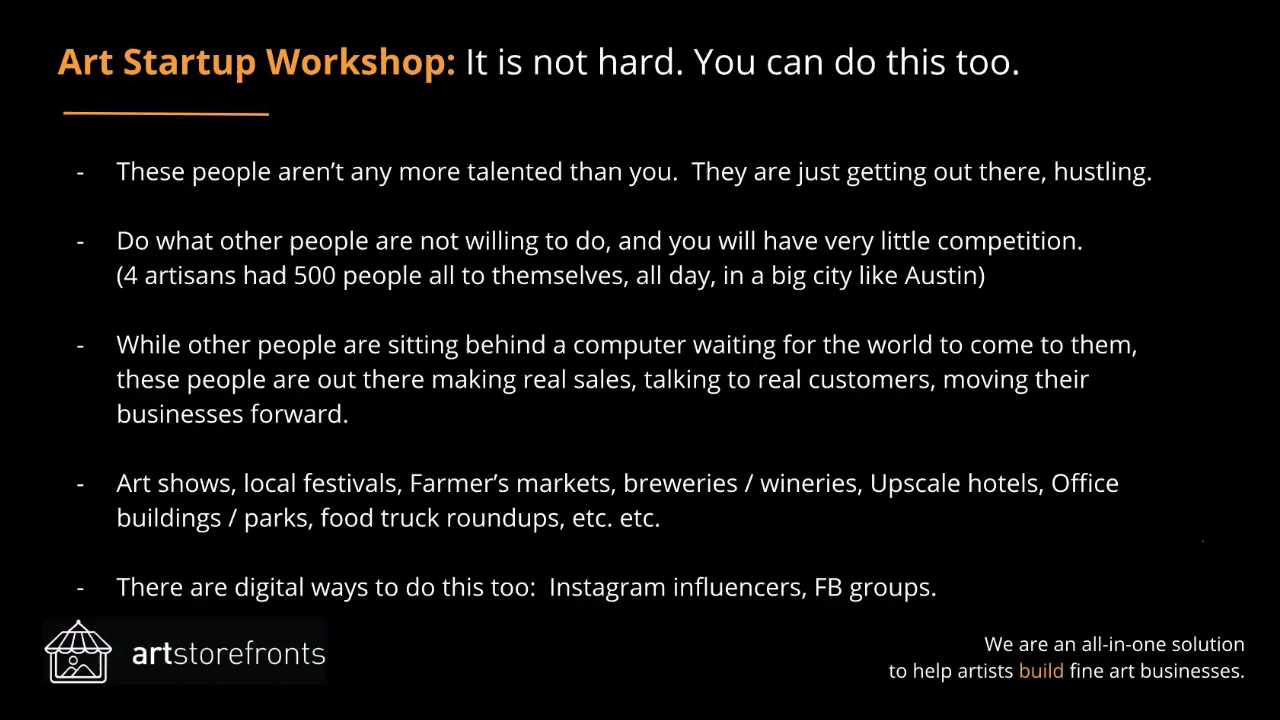 Art Startup Workshop: It is not hard. You can do this too.
- These people aren’t any more talented than you.  They are just getting out there, hustling.
- Do what other people are not willing to do, and you will have very little competition.
(4 artisans had 500 people all to themselves, all day, in a big city like Austin)
- While other people are sitting behind a computer waiting for the world to come to them,
these people are out there making real sales, talking to real customers, moving their
businesses forward.
- Art shows, local festivals, Farmer’s markets, breweries / wineries, Upscale hotels, Office
buildings / parks, food truck roundups, etc. etc.
- There are digital ways to do this too:  Instagram influencers, FB groups.
artstorefronts
We are an all-in-one solution
to help artists build fine art businesses.